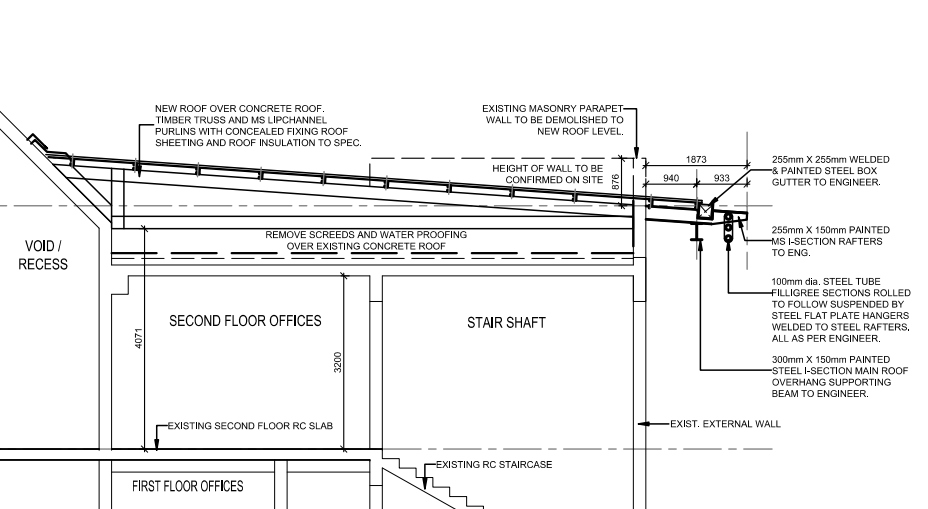 NEW ROOF OVER CONCRETE ROOF.
TIMBER TRUSS AND MS LIPCHANNEL
PURLINS WITH CONCEALED FIXING ROOF
SHEETING AND ROOF INSULATION TO SPEC.
EXISTING MASONRY PARAPET
WALL TO BE DEMOLISHED TO
NEW ROOF LEVEL.
HEIGHT OF WALL TO BE
CONFIRMED ON SITE
876
1873
940
933
255mm X 255mm WELDED
& PAINTED STEEL BOX
GUTTER TO ENGINEER.
255mm X 150mm PAINTED
MS I-SECTION RAFTERS
TO ENG.
100mm dia. STEEL TUBE
FILLIGREE SECTIONS ROLLED
TO FOLLOW SUSPENDED BY
STEEL FLAT PLATE HANGERS
WELDED TO STEEL RAFTERS,
ALL AS PER ENGINEER.
300mm X 150mm PAINTED
STEEL I-SECTION MAIN ROOF
OVERHANG SUPPORTING
BEAM TO ENGINEER.
VOID /
RECESS
REMOVE SCREEDS AND WATER PROOFING
OVER EXISTING CONCRETE ROOF
SECOND FLOOR OFFICES
STAIR SHAFT
4071
3200
EXISTING SECOND FLOOR RC SLAB
EXIST. EXTERNAL WALL
EXISTING RC STAIRCASE
FIRST FLOOR OFFICES